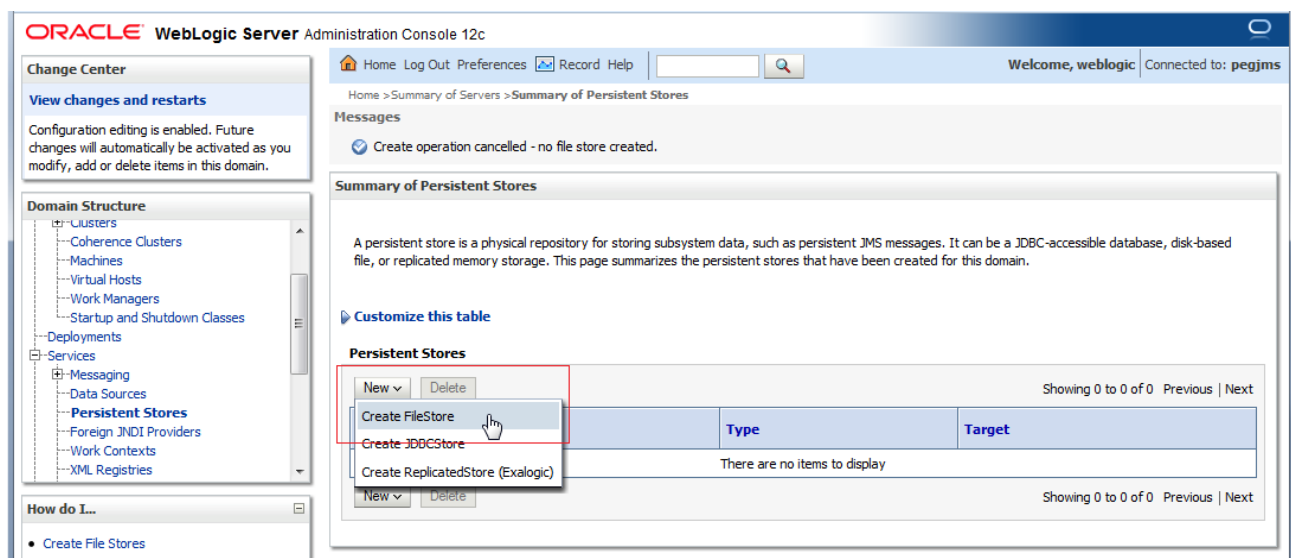 ORACLE WebLogic Server Administration Console 12c
Change Center
View changes and restarts
Configuration editing is enabled. Future
changes will automatically be activated as you
modify, add or delete items in this domain.
Domain Structure
Clusters
Coherence Clusters
Machines
Virtual Hosts
Work Managers
Startup and Shutdown Classes
Deployments
Services
Messaging
Data Sources
Persistent Stores
Foreign JNDI Providers
Work Contexts
XML Registries
How do I...
Create File Stores
Home Log Out Preferences Record Help
Welcome, weblogic Connected to: pegjms
Home >Summary of Servers >Summary of Persistent Stores
Messages
Create operation cancelled - no file store created.
Summary of Persistent Stores
A persistent store is a physical repository for storing subsystem data, such as persistent JMS messages. It can be a JDBC-accessible database, disk-based
file, or replicated memory storage. This page summarizes the persistent stores that have been created for this domain.
Customize this table
Persistent Stores
New Delete
Showing 0 to 0 of 0 Previous | Next
Create FileStore
Create JDBCStore
Create ReplicatedStore (Exalogic)
Type Target
There are no items to display
New Delete
Showing 0 to 0 of 0 Previous | Next